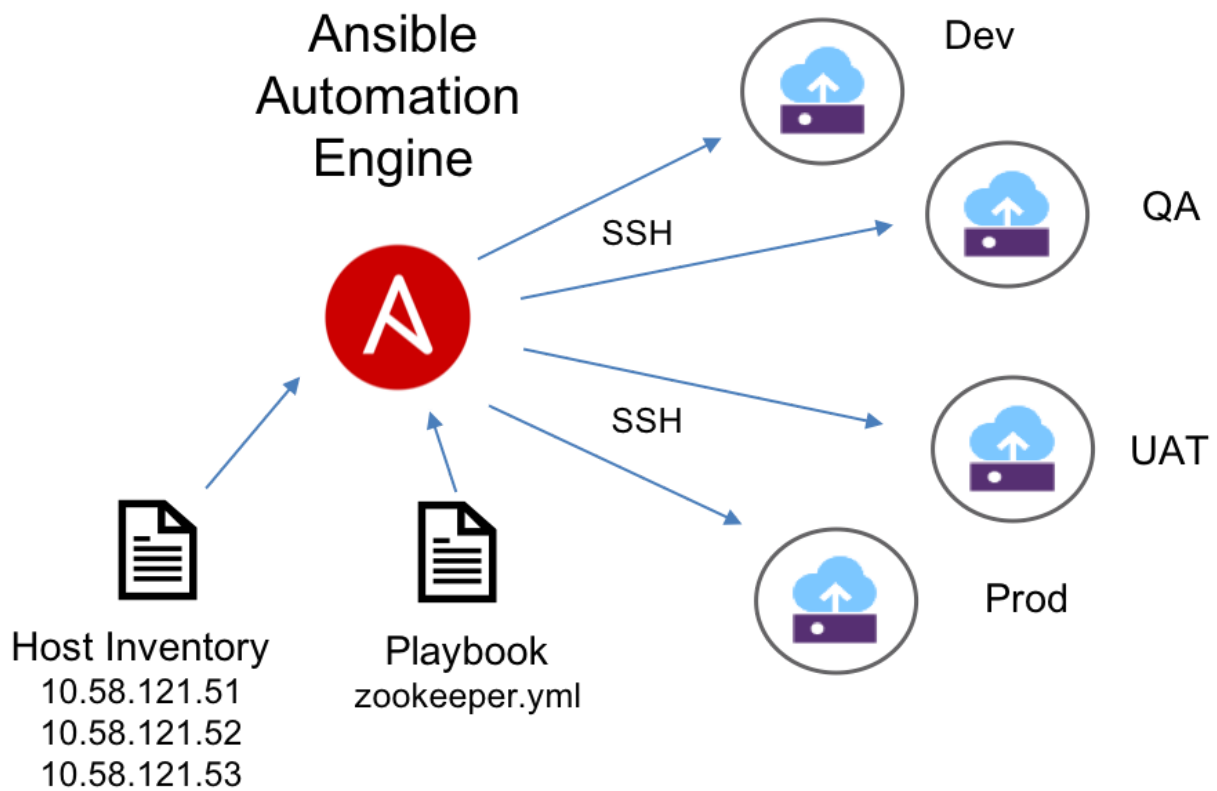 Ansible
Automation
Engine
Dev
QA
SSH
SSH
UAT
Prod
Host Inventory
10.58.121.51
10.58.121.52
10.58.121.53
Playbook
zookeeper.yml